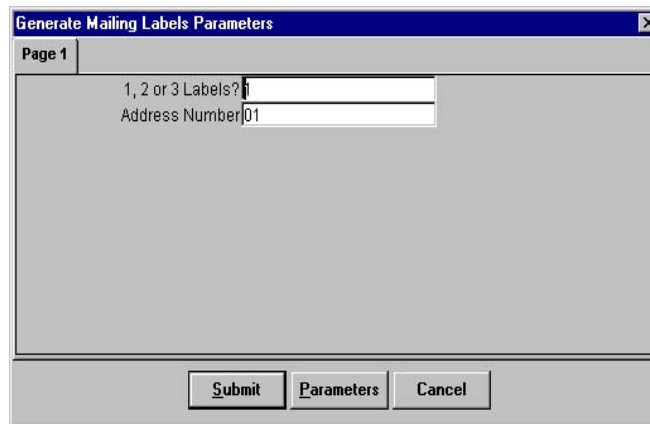 Generate Mailing Labels Parameters
Page 1
1, 2 or 3 Labels? 1
Address Number 01
Submit Parameters Cancel